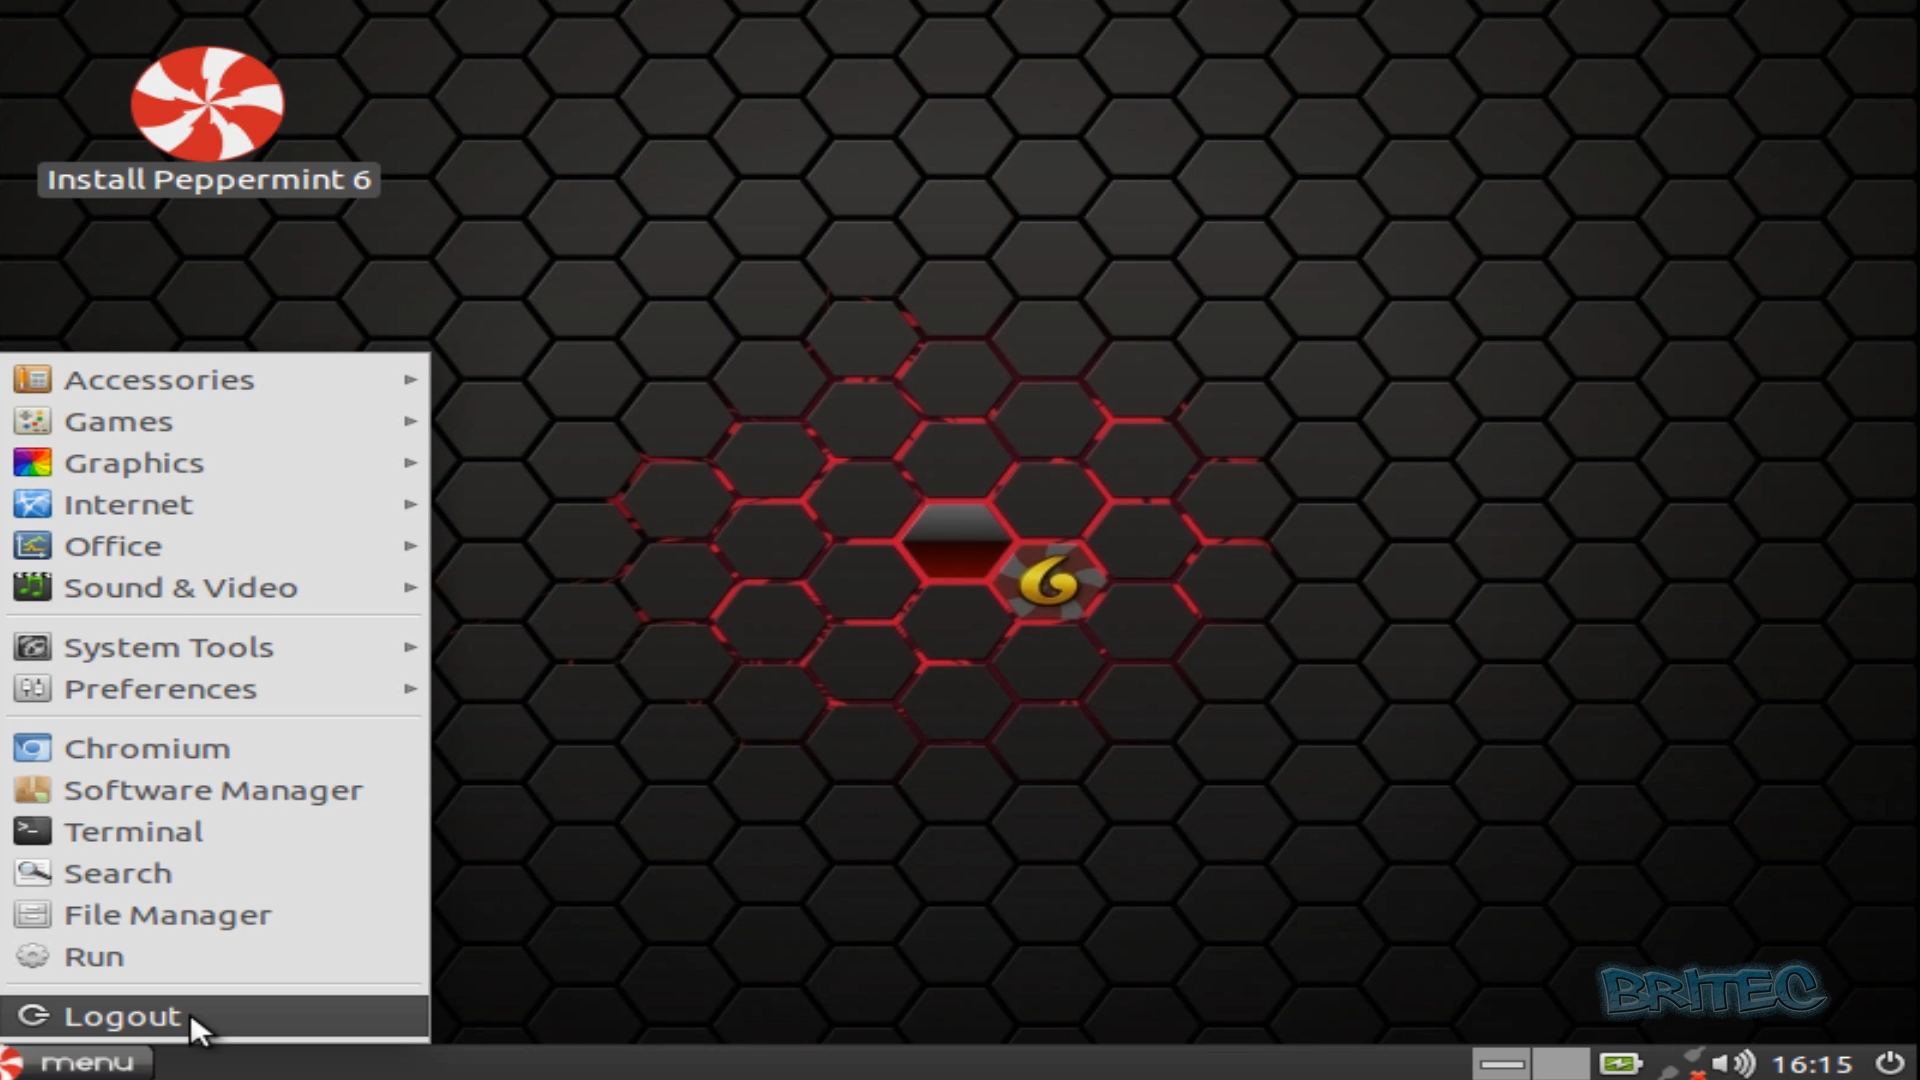 Install Peppermint 6
Accessories
Games
Graphics
Internet
Office
Sound & Video
System Tools
Preferences
Chromium
Software Manager
Terminal
Search
File Manager
Run
Logout
6
BRITEC
menu
16:15